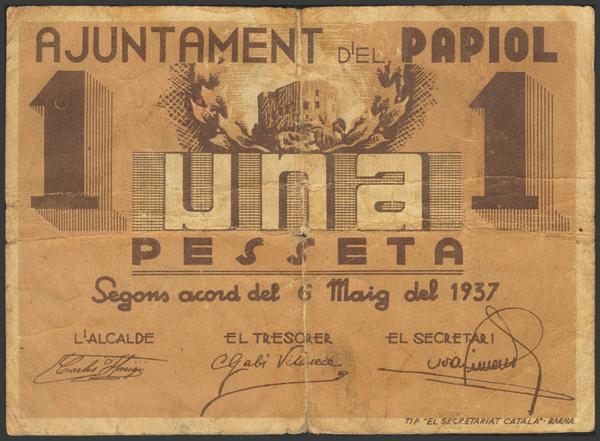 AJUNTAMENT D'EL PAPIOL
1 una 1
PESSETA
Segons acord del 6 Maig del 1937
L'ALCALDE EL TRESORER EL SECRETARI
TIP. "EL SECRETARIAT CATALÀ" - BARNA.